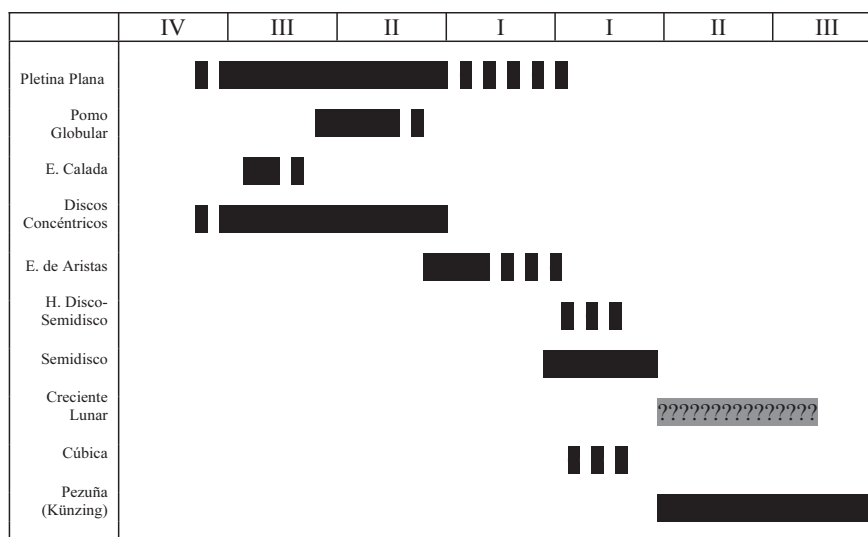 IV III II I I II III
Pletina Plana
Pomo
Globular
E. Calada
Discos
Concéntricos
E. de Aristas
H. Disco-
Semidisco
Semidisco
Creciente
Lunar
???????????????
Cúbica
Pezuña
(Künzing)